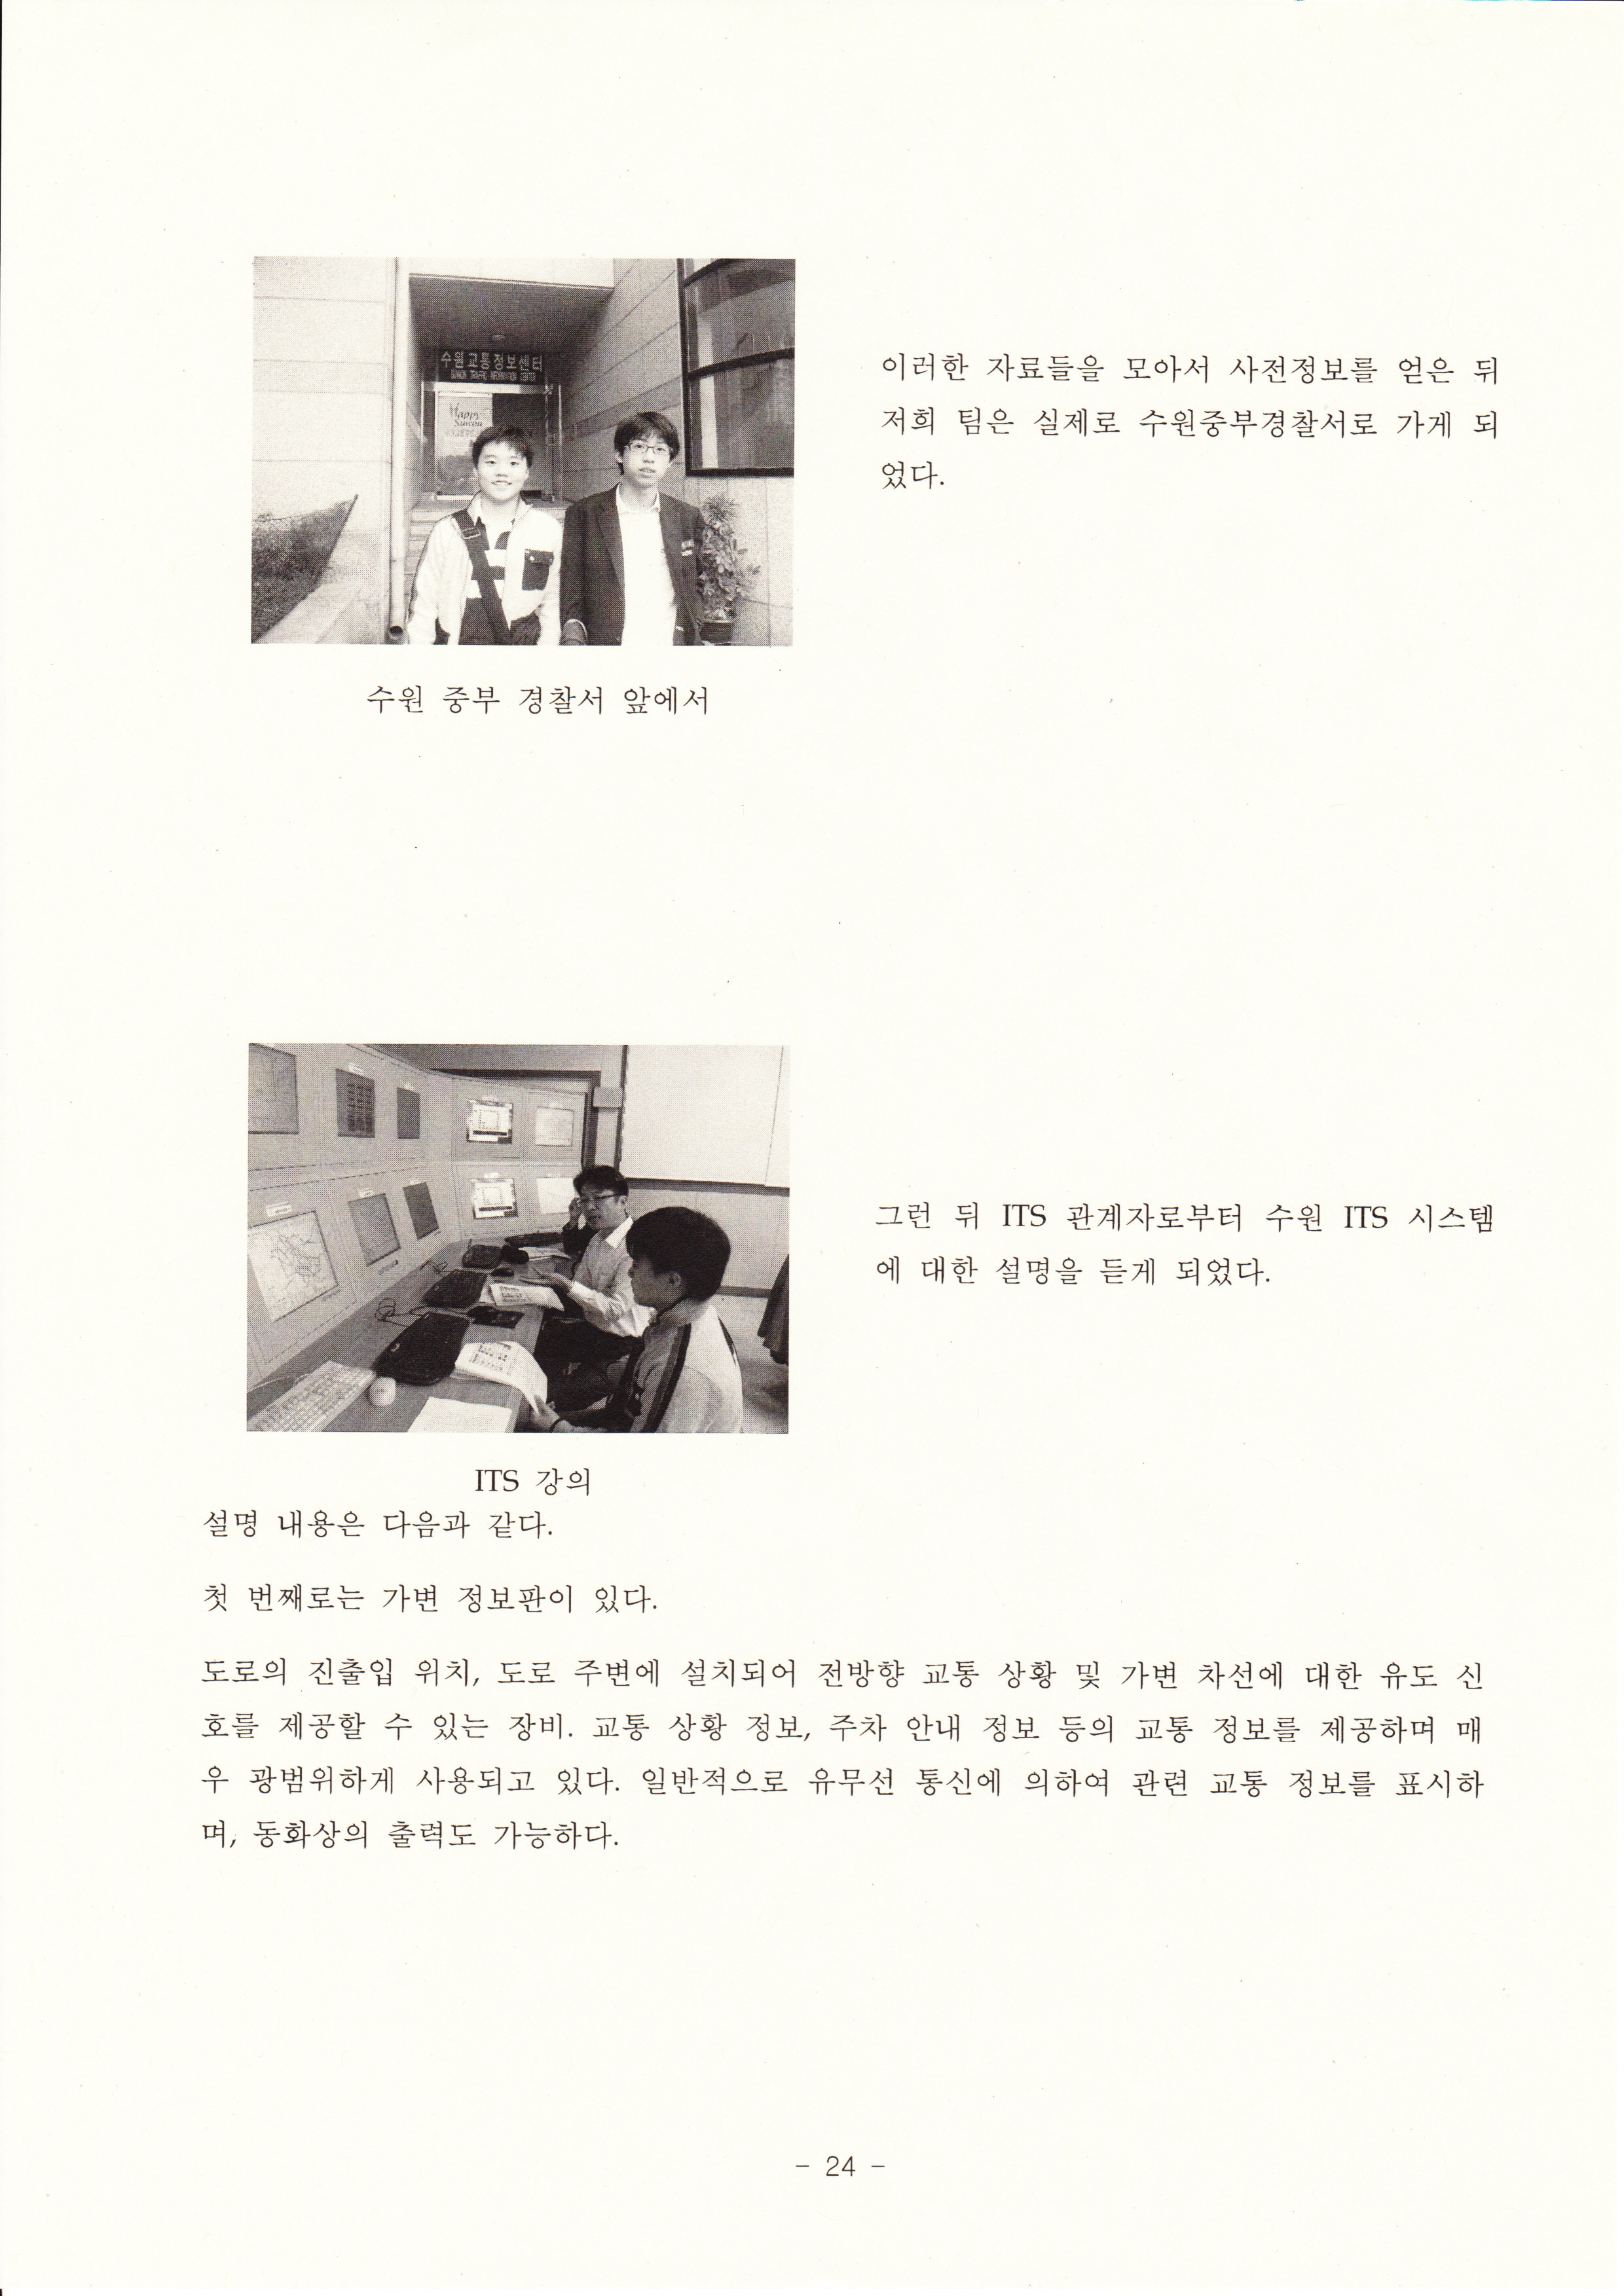 수원교통정보센터
SUWON TRAFFIC INFORMATION CENTER
Happy
Suwon
이러한 자료들을 모아서 사전정보를 얻은 뒤
저희 팀은 실제로 수원중부경찰서로 가게 되
었다.
수원 중부 경찰서 앞에서
그런 뒤 ITS 관계자로부터 수원 ITS 시스템
에 대한 설명을 듣게 되었다.
ITS 강의
설명 내용은 다음과 같다.
첫 번째로는 가변 정보판이 있다.
도로의 진출입 위치, 도로 주변에 설치되어 전방향 교통 상황 및 가변 차선에 대한 유도 신
호를 제공할 수 있는 장비. 교통 상황 정보, 주차 안내 정보 등의 교통 정보를 제공하며 매
우 광범위하게 사용되고 있다. 일반적으로 유무선 통신에 의하여 관련 교통 정보를 표시하
며, 동화상의 출력도 가능하다.
- 24 -